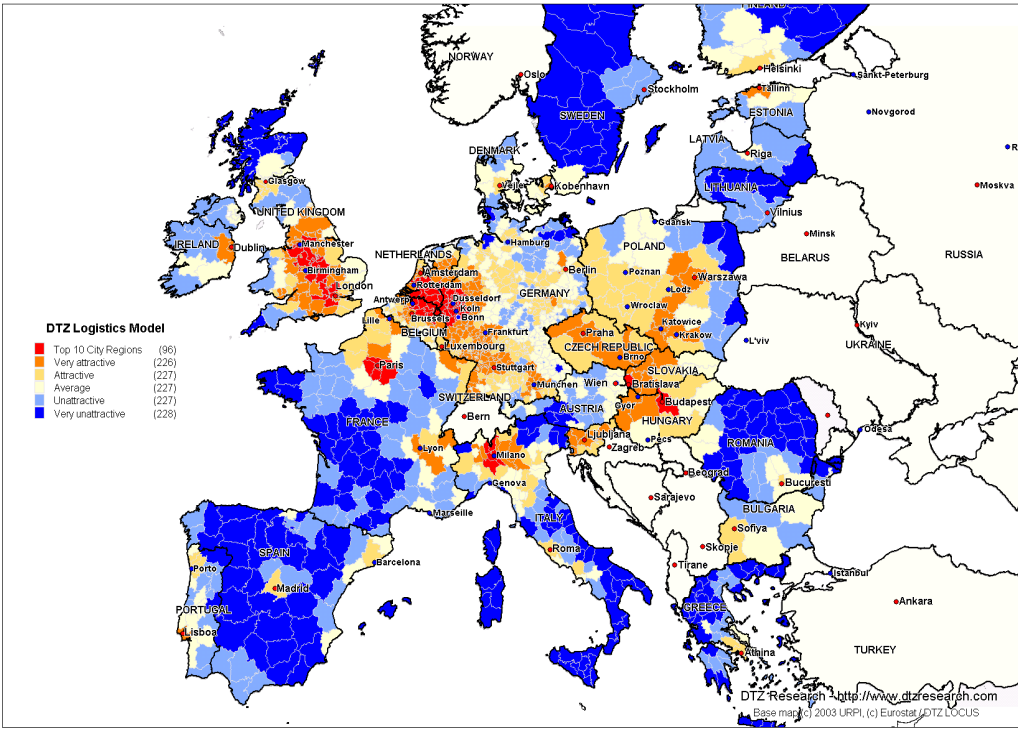 FINLAND
NORWAY
Helsinki
Oslo
Sankt-Peterburg
Stockholm
Tallinn
SWEDEN
ESTONIA
Novgorod
LATVIA
R
DENMARK
Riga
Glasgow
Vejle
Kobenhavn
LITHUANIA
Moskva
UNITED KINGDOM
Vilnius
Gdansk
Minsk
IRELAND
Dublin
Manchester
Hamburg
POLAND
NETHERLANDS
BELARUS
RUSSIA
Birmingham
Amsterdam
Berlin
Poznan
Warszawa
London
Rotterdam
GERMANY
Lodz
Antwerp
Dusseldorf
Wroclaw
Koln
Lille
Brussels
Bonn
Katowice
Kyiv
DTZ Logistics Model
BELGIUM
Frankfurt
Praha
Krakow
L'viv
UKRAINE
Top 10 City Regions (96)
Luxembourg
CZECH REPUBLIC
Very attractive (226)
Paris
Stuttgart
Brno
Attractive (227)
SLOVAKIA
Average (227)
Munchen
Wien
Bratislava
Unattractive (227)
SWITZERLAND
Gyor
Budapest
Very unattractive (228)
Bern
AUSTRIA
HUNGARY
FRANCE
Odesa
Ljubljana
Pecs
ROMANIA
Lyon
Milano
Zagreb
Beograd
Genova
Bucuresti
Sarajevo
Marseille
ITALY
BULGARIA
Sofiya
SPAIN
Roma
Skopje
Barcelona
Tirane
Porto
Istanbul
Madrid
Ankara
PORTUGAL
GREECE
Lisboa
Athina
TURKEY
DTZ Research - http://www.dtzresearch.com
Base map (c) 2003 URPI, (c) Eurostat / DTZ LOCUS